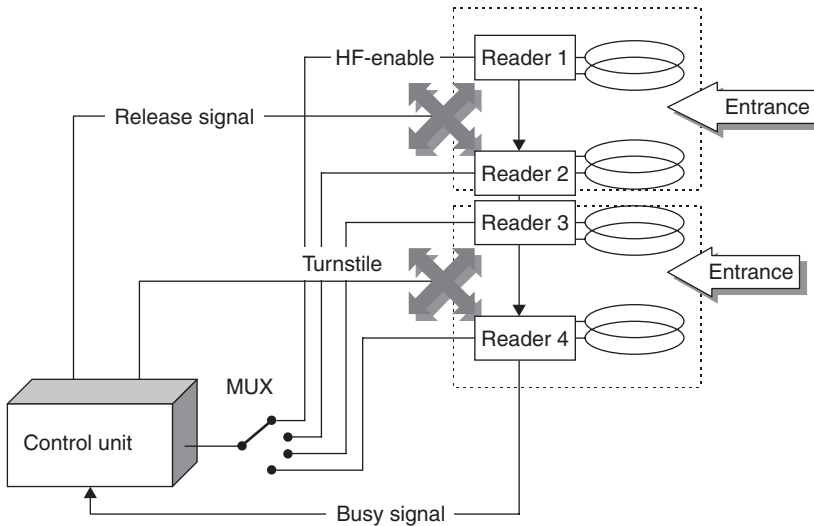 HF-enable
Reader 1
Entrance
Release signal
Reader 2
Reader 3
Turnstile
Entrance
Reader 4
MUX
Control unit
Busy signal